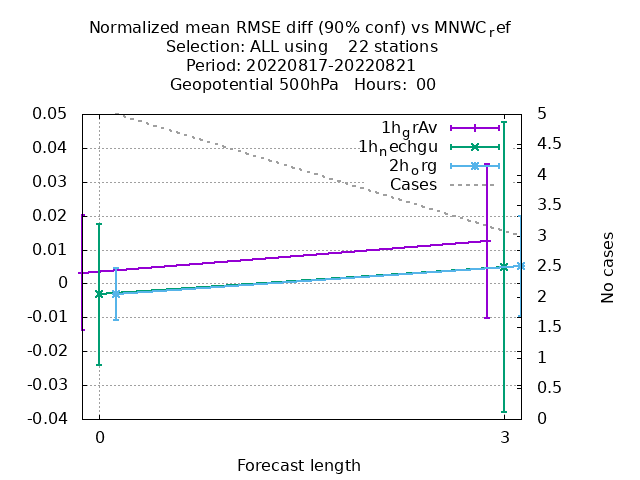 Normalized mean RMSE diff (90% conf) vs MNWCref
Selection: ALL using 22 stations
Period: 20220817-20220821
Geopotential 500hPa Hours: 00
0.05
0.04
0.03
0.02
0.01
0
-0.01
-0.02
-0.03
-0.04
1hgrAv
1hnechgu
2horg
Cases
5
4.5
4
3.5
3
2.5
2
1.5
1
0.5
0
No cases
0
3
Forecast length